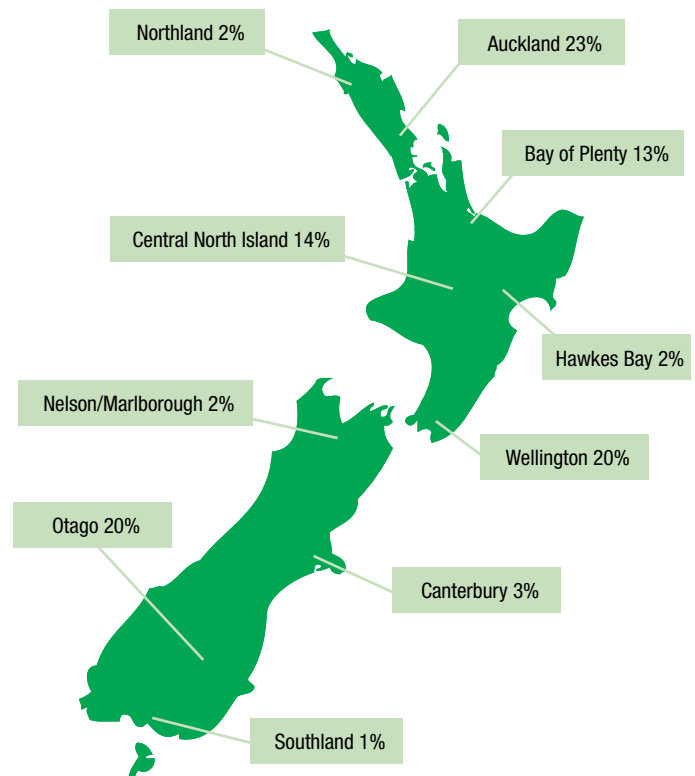 Northland 2%
Auckland 23%
Bay of Plenty 13%
Central North Island 14%
Hawkes Bay 2%
Nelson/Marlborough 2%
Wellington 20%
Otago 20%
Canterbury 3%
Southland 1%